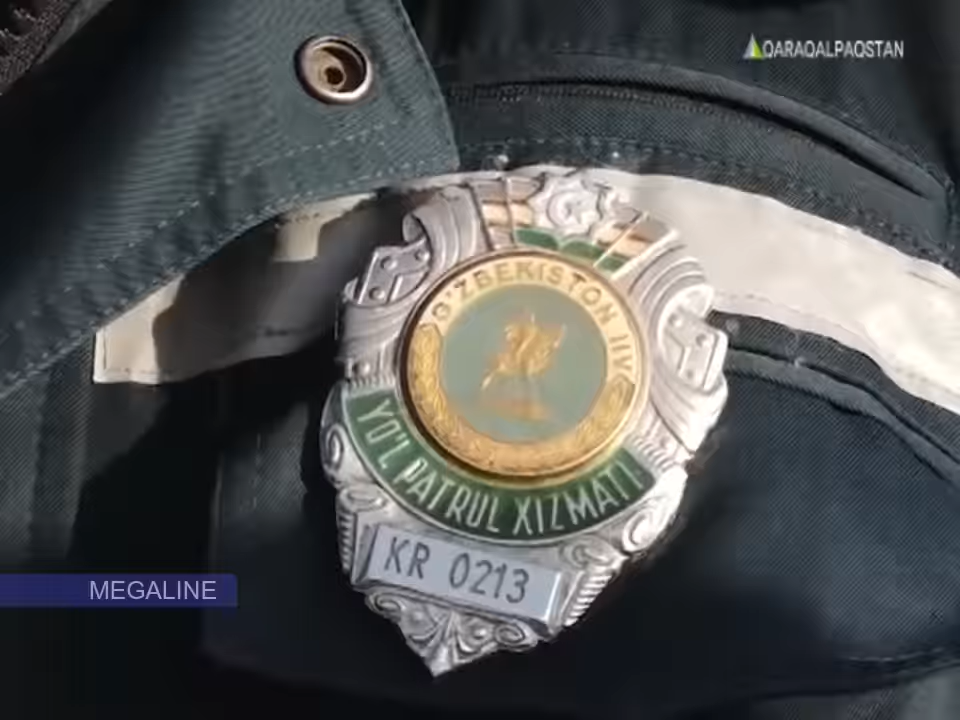 QARAQALPAQSTAN
O'ZBEKISTON IIV
YO'L PATRUL XIZMATI
KR 0213
MEGALINE